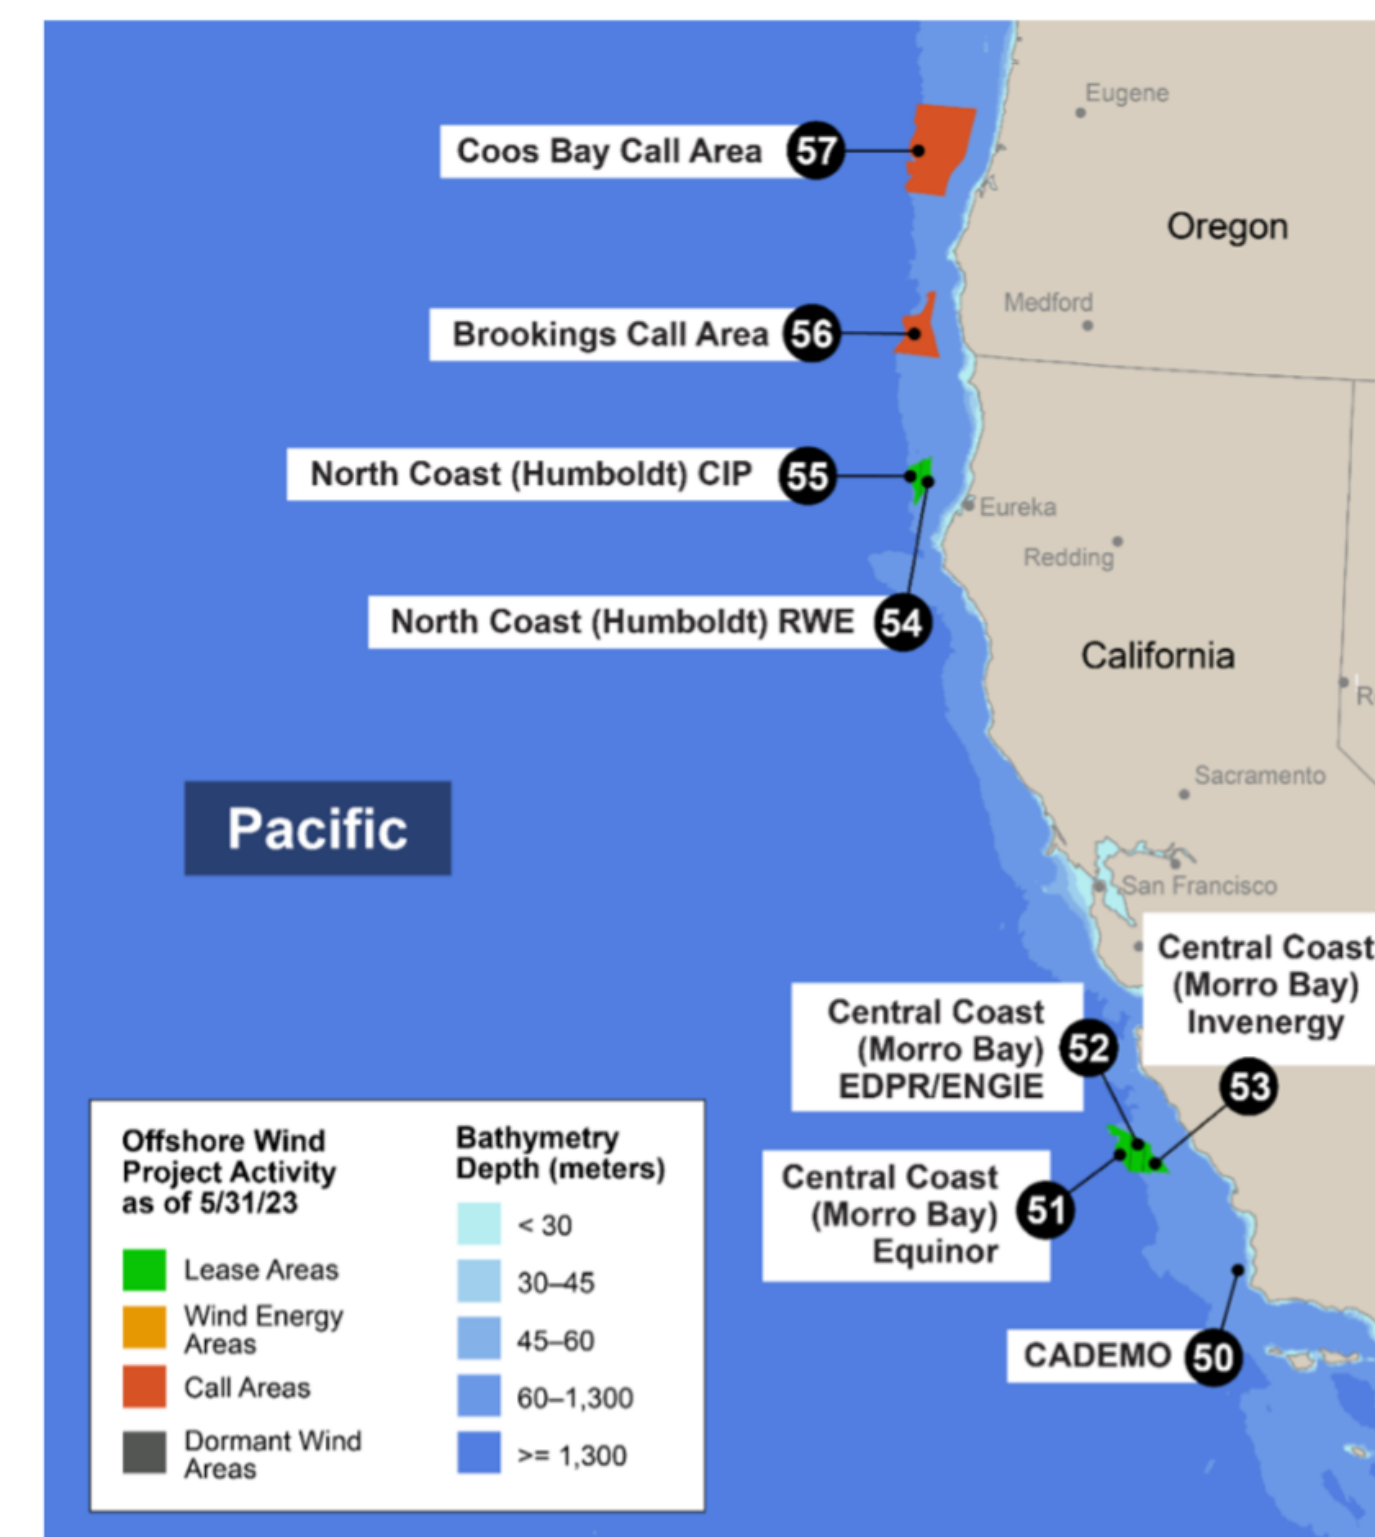 Eugene
Coos Bay Call Area 57
Oregon
Medford
Brookings Call Area 56
North Coast (Humboldt) CIP 55
Eureka
Redding
North Coast (Humboldt) RWE 54
California
R
Sacramento
Pacific
San Francisco
Central Coast
(Morro Bay)
Invenergy
53
Central Coast
(Morro Bay)
EDPR/ENGIE
52
Central Coast
(Morro Bay)
Equinor
51
CADEMO 50
Offshore Wind
Project Activity
as of 5/31/23
Lease Areas
Wind Energy
Areas
Call Areas
Dormant Wind
Areas
Bathymetry
Depth (meters)
< 30
30–45
45–60
60–1,300
>= 1,300